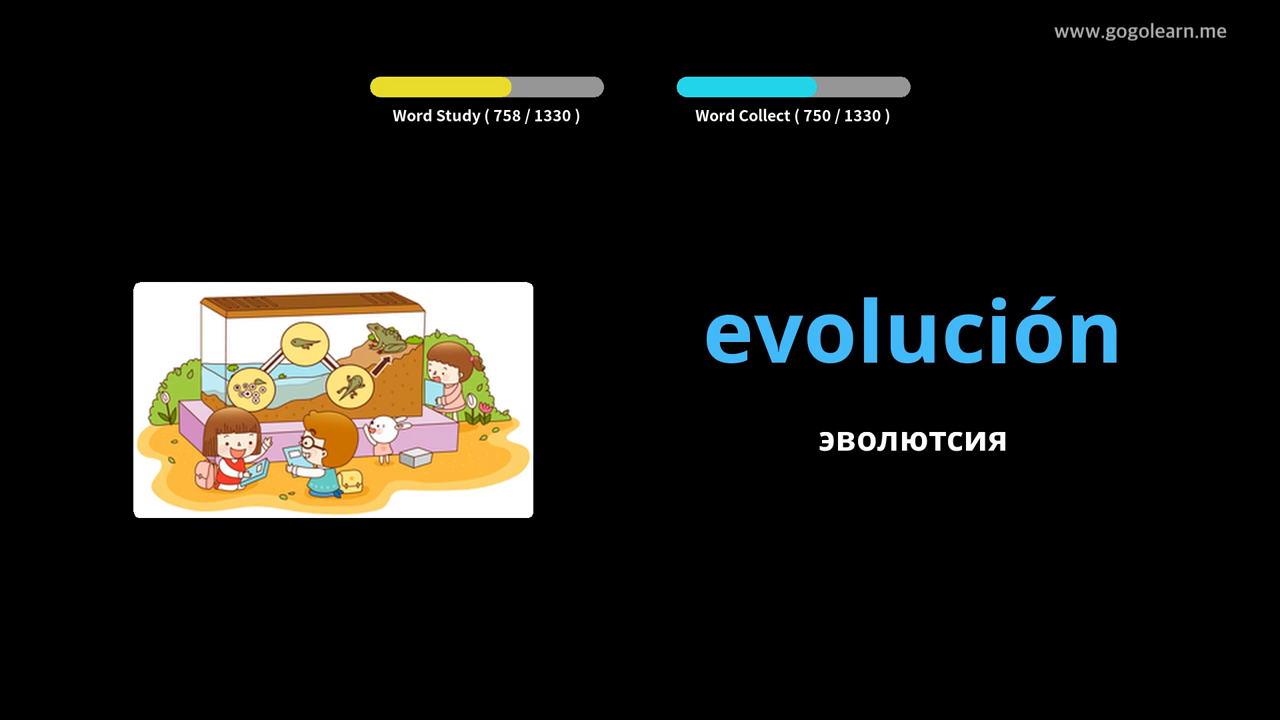 www.gogolearn.me
Word Study ( 758 / 1330 )
Word Collect ( 750 / 1330 )
evolución
эволютсия